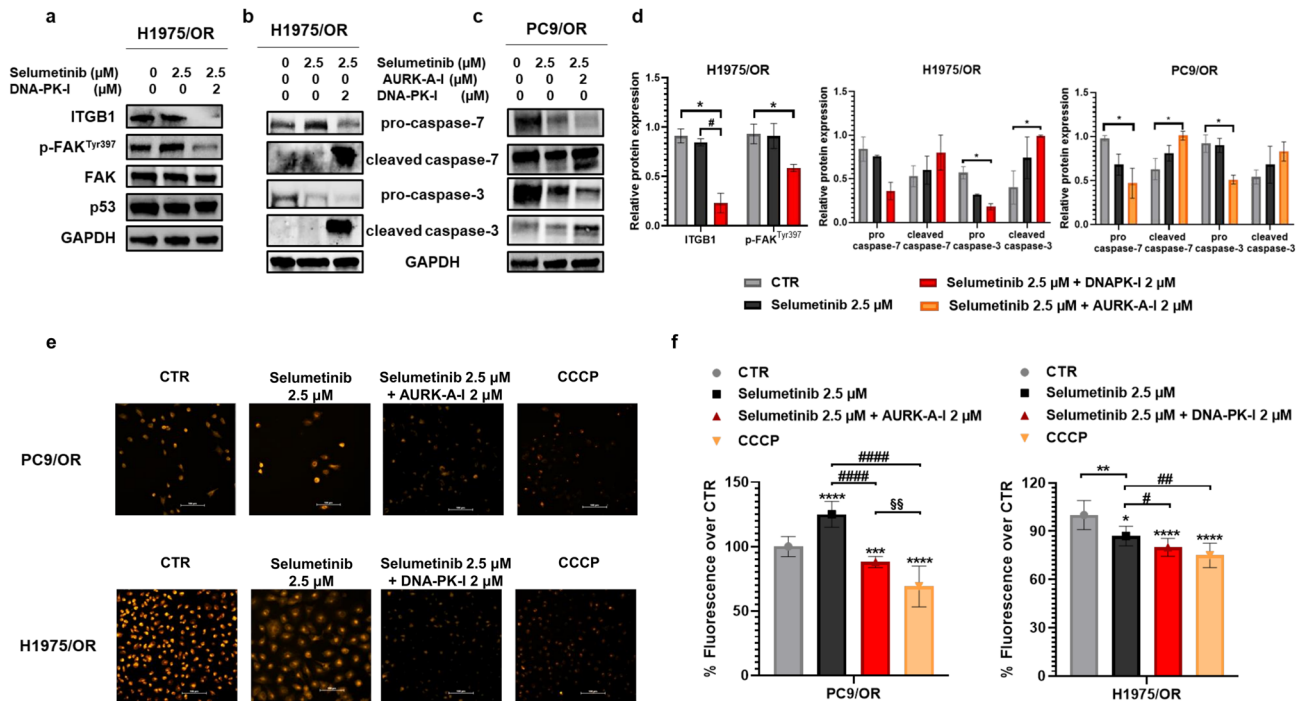 a
H1975/OR
Selumetinib (µM) 0 2.5 2.5
DNA-PK-I (µM) 0 0 2
ITGB1
p-FAKTyr397
FAK
p53
GAPDH
b
H1975/OR
c
PC9/OR
0 2.5 2.5 Selumetinib (µM) 0 2.5 2.5
0 0 0 AURK-A-I (µM) 0 0 2
0 0 2 DNA-PK-I (µM) 0 0 0
pro-caspase-7
cleaved caspase-7
pro-caspase-3
cleaved caspase-3
GAPDH
d
H1975/OR
Relative protein expression
1.5
1.0
0.5
0.0
* # *
ITGB1 p-FAKTyr397
H1975/OR
Relative protein expression
1.5
1.0
0.5
0.0
* *
pro caspase-7 cleaved caspase-7 pro caspase-3 cleaved caspase-3
PC9/OR
Relative protein expression
1.5
1.0
0.5
0.0
* * *
pro caspase-7 cleaved caspase-7 pro caspase-3 cleaved caspase-3
CTR
Selumetinib 2.5 µM
Selumetinib 2.5 µM + DNAPK-I 2 µM
Selumetinib 2.5 µM + AURK-A-I 2 µM
e
CTR
Selumetinib
2.5 µM
Selumetinib 2.5 µM
+ AURK-A-I 2 µM
CCCP
PC9/OR
CTR
Selumetinib
2.5 µM
Selumetinib 2.5 µM
+ DNA-PK-I 2 µM
CCCP
H1975/OR
f
CTR
Selumetinib 2.5 µM
Selumetinib 2.5 µM + AURK-A-I 2 µM
CCCP
% Fluorescence over CTR
150
100
50
0
####
####
§§
**** *** ****
PC9/OR
CTR
Selumetinib 2.5 µM
Selumetinib 2.5 µM + DNA-PK-I 2 µM
CCCP
% Fluorescence over CTR
120
90
60
30
0
**
##
#
* **** ****
H1975/OR